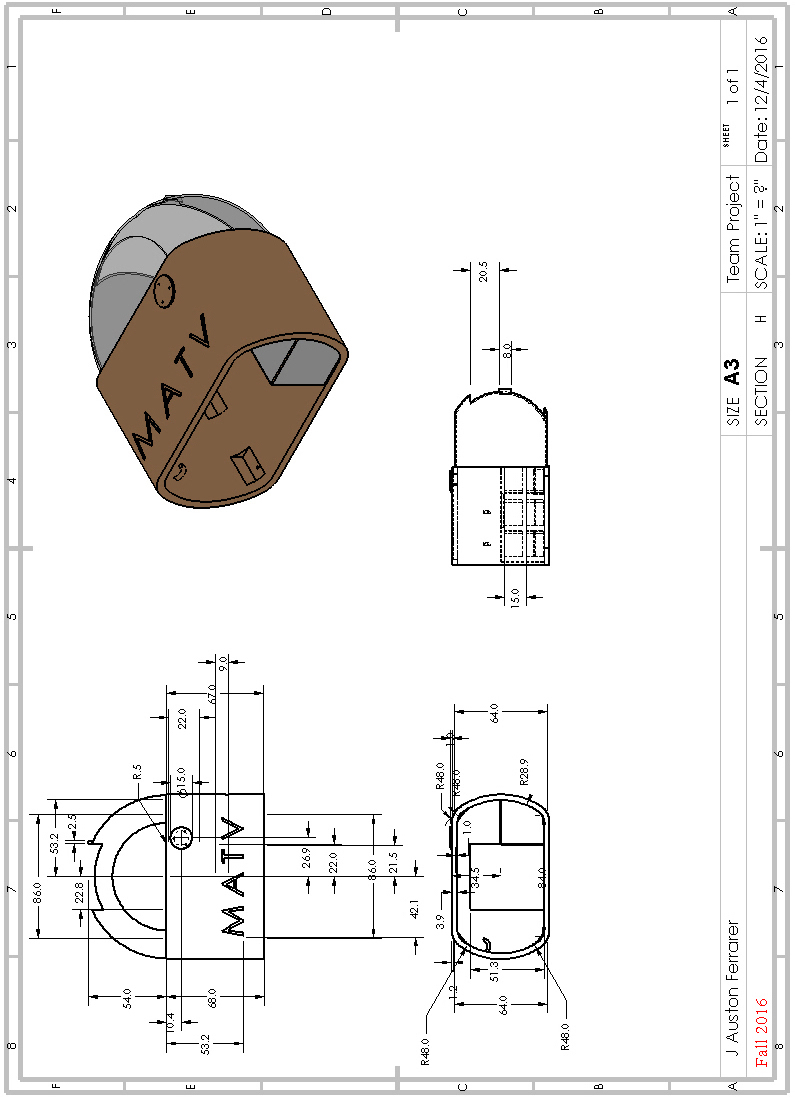 8 7 6 5 4 3 2 1
F
F
E
E
D
C
C
B
B
A
A
86.0
53.2
2.5
22.8
54.0
68.0
10.4
53.2
R.5
∅15.0
22.0
67.0
9.0
MATV
26.9
22.0
86.0
21.5
42.1
MATV
R48.0
R48.0
R48.0
R48.0
64.0
64.0
R28.9
1.0
34.5
84.0
3.9
51.3
1.2
20.5
8.0
15.0
J Auston Ferrarer
Fall 2016
SIZE A3
Team Project
SHEET 1 of 1
SECTION H
SCALE: 1" = ?"
Date: 12/4/2016
8 7 6 5 4 3 2 1